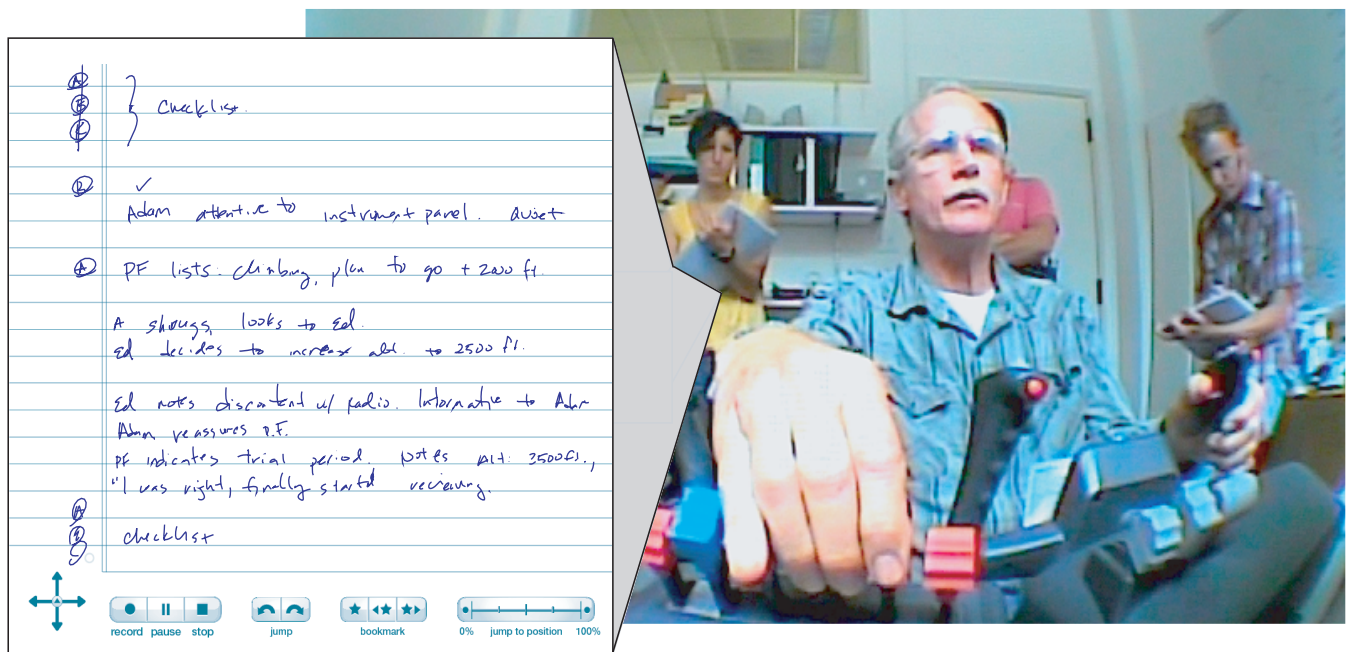 A
E
K
} Checklist.
R ✓
Adam attentive to instrument panel. Quiet
A PF lists: climbing, plan to go + 2000 ft.
A shrugs, looks to Ed.
Ed decides to increase alt. to 2500 ft.
Ed notes discontent w/ radio. Informative to Adam
Adam reassures P.F.
PF indicates trial period. Notes Alt: 3500 ft.,
"I was right, finally startd receiving.
A
checklist
record pause stop
jump
bookmark
0% jump to position 100%